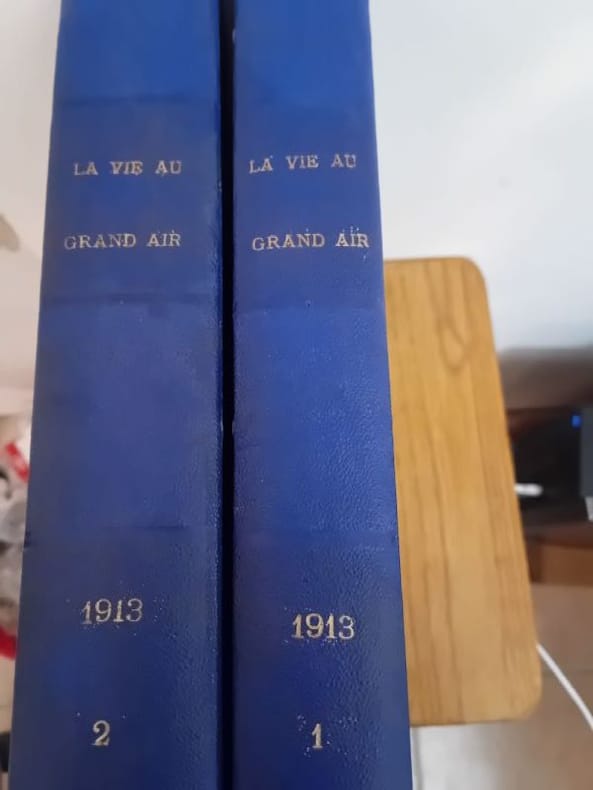 LA VIE AU
GRAND AIR
1913
2
LA VIE AU
GRAND AIR
1913
1